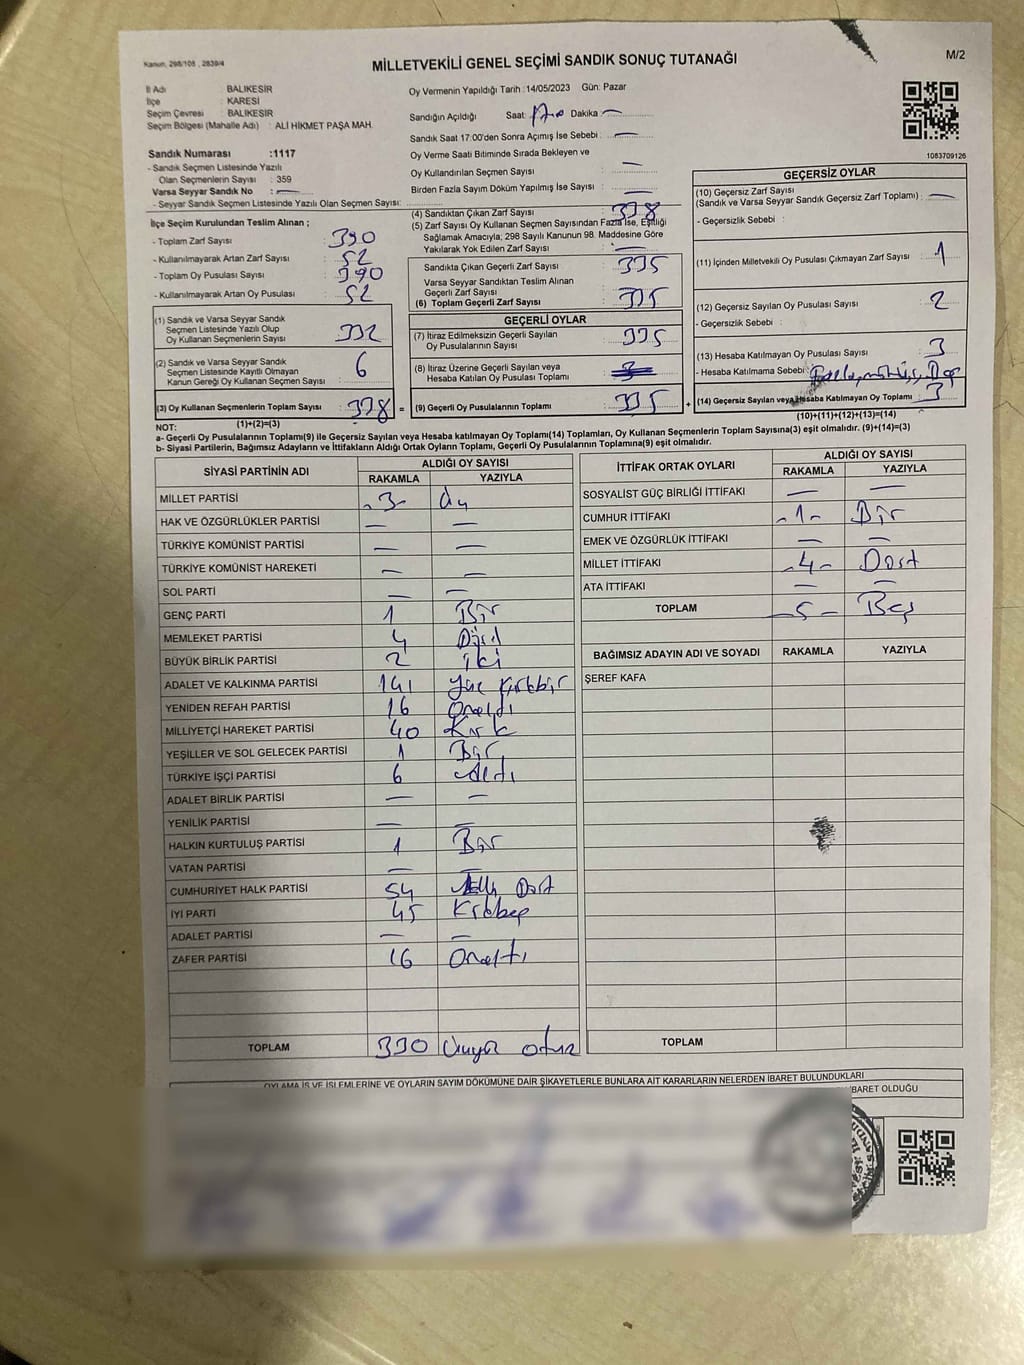 Kanun, 298/105 , 2839/4
MİLLETVEKİLİ GENEL SEÇİMİ SANDIK SONUÇ TUTANAĞI
M/2
İl Adı : BALIKESİR
İlçe : KARESİ
Seçim Çevresi : BALIKESİR
Seçim Bölgesi (Mahalle Adı) : ALİ HİKMET PAŞA MAH.
Sandık Numarası :1117
- Sandık Seçmen Listesinde Yazılı
Olan Seçmenlerin Sayısı : 359
Varsa Seyyar Sandık No : —
- Seyyar Sandık Seçmen Listesinde Yazılı Olan Seçmen Sayısı:
Oy Vermenin Yapıldığı Tarih :14/05/2023 Gün: Pazar
Sandığın Açıldığı Saat: Dakika : —
Sandık Saat 17:00'den Sonra Açımış İse Sebebi : —
Oy Verme Saati Bitiminde Sırada Bekleyen ve
Oy Kullandırılan Seçmen Sayısı : —
Birden Fazla Sayım Döküm Yapılmış İse Sayısı : —
1083709126
İlçe Seçim Kurulundan Teslim Alınan ;
- Toplam Zarf Sayısı : 390
- Kullanılmayarak Artan Zarf Sayısı : 52
- Toplam Oy Pusulası Sayısı : 390
- Kullanılmayarak Artan Oy Pusulası : 52
(1) Sandık ve Varsa Seyyar Sandık
Seçmen Listesinde Yazılı Olup
Oy Kullanan Seçmenlerin Sayısı : 332
(2) Sandık ve Varsa Seyyar Sandık
Seçmen Listesinde Kayıtlı Olmayan
Kanun Gereği Oy Kullanan Seçmen Sayısı : 6
(3) Oy Kullanan Seçmenlerin Toplam Sayısı : 338 =
(1)+(2)=(3)
(4) Sandıktan Çıkan Zarf Sayısı : 338
(5) Zarf Sayısı Oy Kullanan Seçmen Sayısından Fazla İse, Eşitliği
Sağlamak Amacıyla; 298 Sayılı Kanunun 98. Maddesine Göre
Yakılarak Yok Edilen Zarf Sayısı : —
Sandıkta Çıkan Geçerli Zarf Sayısı : 335
Varsa Seyyar Sandıktan Teslim Alınan
Geçerli Zarf Sayısı :
(6) Toplam Geçerli Zarf Sayısı : 335
GEÇERLİ OYLAR
(7) İtiraz Edilmeksizin Geçerli Sayılan
Oy Pusulalarının Sayısı : 335
(8) İtiraz Üzerine Geçerli Sayılan veya
Hesaba Katılan Oy Pusulası Toplamı :
(9) Geçerli Oy Pusulalarının Toplamı : 335 +
GEÇERSİZ OYLAR
(10) Geçersiz Zarf Sayısı
(Sandık ve Varsa Seyyar Sandık Geçersiz Zarf Toplamı) : —
- Geçersizlik Sebebi :
(11) İçinden Milletvekili Oy Pusulası Çıkmayan Zarf Sayısı : 1
(12) Geçersiz Sayılan Oy Pusulası Sayısı : 2
- Geçersizlik Sebebi :
(13) Hesaba Katılmayan Oy Pusulası Sayısı : 3
- Hesaba Katılmama Sebebi :
(14) Geçersiz Sayılan veya Hesaba Katılmayan Oy Toplamı : 3
(10)+(11)+(12)+(13)=(14)
NOT:
a- Geçerli Oy Pusulalarının Toplamı(9) ile Geçersiz Sayılan veya Hesaba katılmayan Oy Toplamı(14) Toplamları, Oy Kullanan Seçmenlerin Toplam Sayısına(3) eşit olmalıdır. (9)+(14)=(3)
b- Siyasi Partilerin, Bağımsız Adayların ve İttifakların Aldığı Ortak Oyların Toplamı, Geçerli Oy Pusulalarının Toplamına(9) eşit olmalıdır.
SİYASİ PARTİNİN ADI ALDIĞI OY SAYISI
RAKAMLA YAZIYLA
MİLLET PARTİSİ -3- Üç
HAK VE ÖZGÜRLÜKLER PARTİSİ — —
TÜRKİYE KOMÜNİST PARTİSİ — —
TÜRKİYE KOMÜNİST HAREKETİ — —
SOL PARTİ — —
GENÇ PARTİ 1 Bir
MEMLEKET PARTİSİ 4 Dört
BÜYÜK BİRLİK PARTİSİ 2 iki
ADALET VE KALKINMA PARTİSİ 141 Yüz Kırkbir
YENİDEN REFAH PARTİSİ 16 Onaltı
MİLLİYETÇİ HAREKET PARTİSİ 40 Kırk
YEŞİLLER VE SOL GELECEK PARTİSİ 1 Bir
TÜRKİYE İŞÇİ PARTİSİ 6 Altı
ADALET BİRLİK PARTİSİ — —
YENİLİK PARTİSİ — —
HALKIN KURTULUŞ PARTİSİ 1 Bir
VATAN PARTİSİ — —
CUMHURİYET HALK PARTİSİ 54 Elli Dört
İYİ PARTİ 45 Kırkbeş
ADALET PARTİSİ — —
ZAFER PARTİSİ 16 Onaltı
TOPLAM 330 Üçyüz otuz
İTTİFAK ORTAK OYLARI ALDIĞI OY SAYISI
RAKAMLA YAZIYLA
SOSYALİST GÜÇ BİRLİĞİ İTTİFAKI — —
CUMHUR İTTİFAKI -1- Bir
EMEK VE ÖZGÜRLÜK İTTİFAKI — —
MİLLET İTTİFAKI -4- Dört
ATA İTTİFAKI — —
TOPLAM -5- Beş
BAĞIMSIZ ADAYIN ADI VE SOYADI RAKAMLA YAZIYLA
ŞEREF KAFA
TOPLAM
OYLAMA İŞ VE İŞLEMLERİNE VE OYLARIN SAYIM DÖKÜMÜNE DAİR ŞİKAYETLERLE BUNLARA AİT KARARLARIN NELERDEN İBARET BULUNDUKLARI
İBARET OLDUĞU